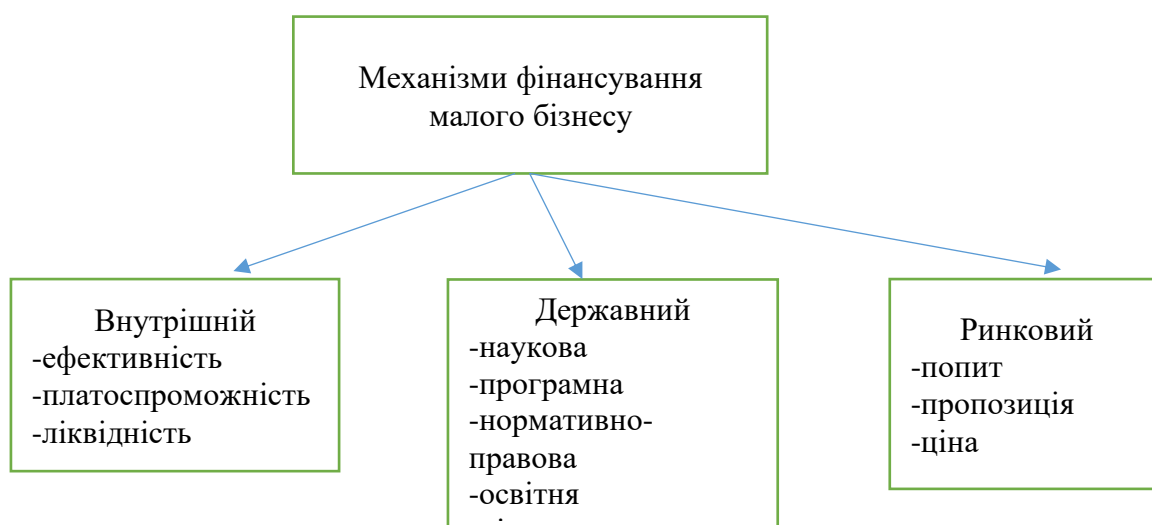 Механізми фінансування
малого бізнесу
Внутрішній
-ефективність
-платоспроможність
-ліквідність
Державний
-наукова
-програмна
-нормативно-
правова
-освітня
Ринковий
-попит
-пропозиція
-ціна